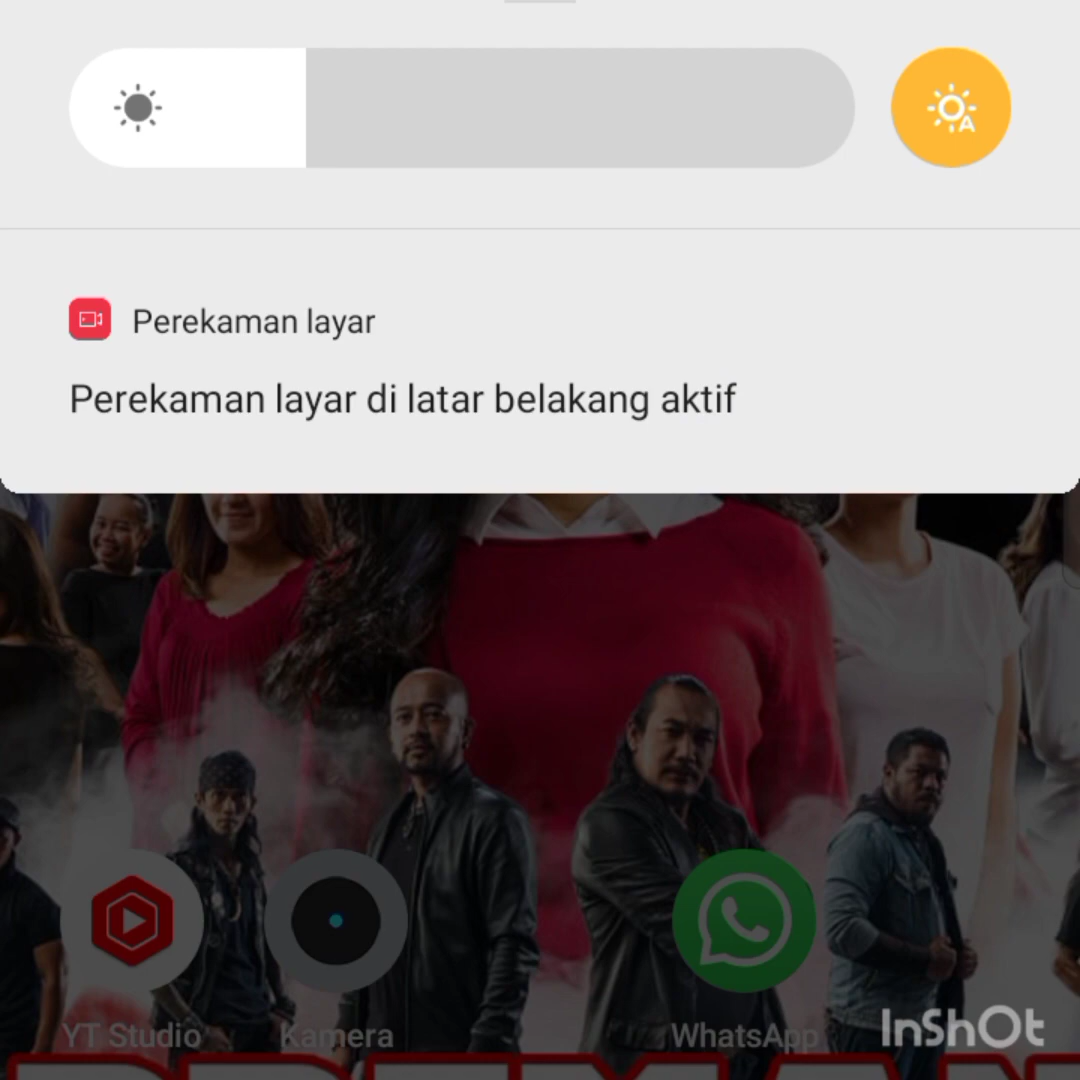 Perekaman layar
Perekaman layar di latar belakang aktif
YT Studio
Kamera
WhatsApp
InShOt